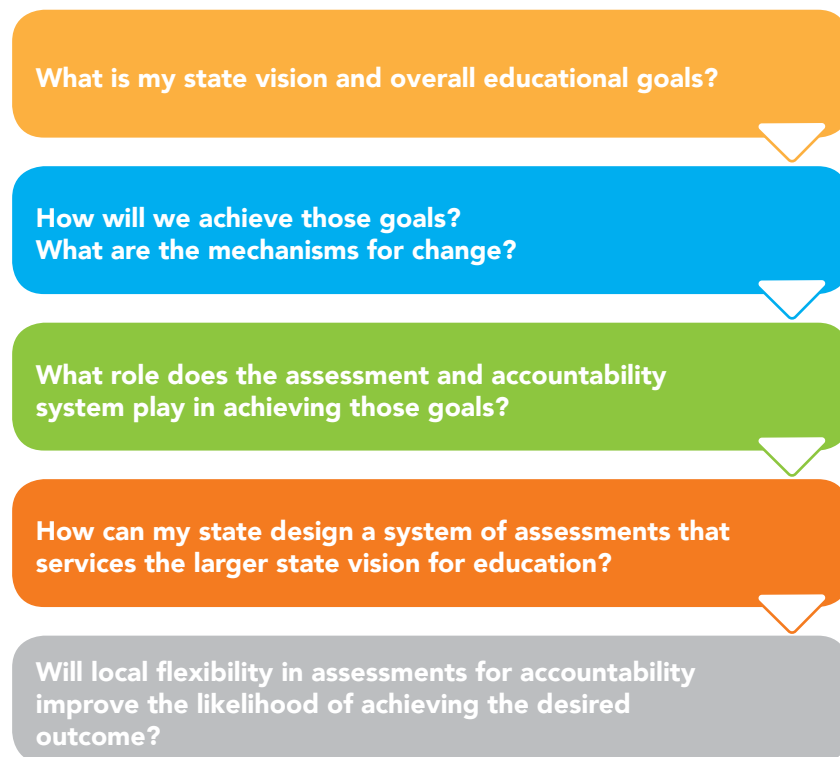 What is my state vision and overall educational goals?
How will we achieve those goals?
What are the mechanisms for change?
What role does the assessment and accountability
system play in achieving those goals?
How can my state design a system of assessments that
services the larger state vision for education?
Will local flexibility in assessments for accountability
improve the likelihood of achieving the desired
outcome?